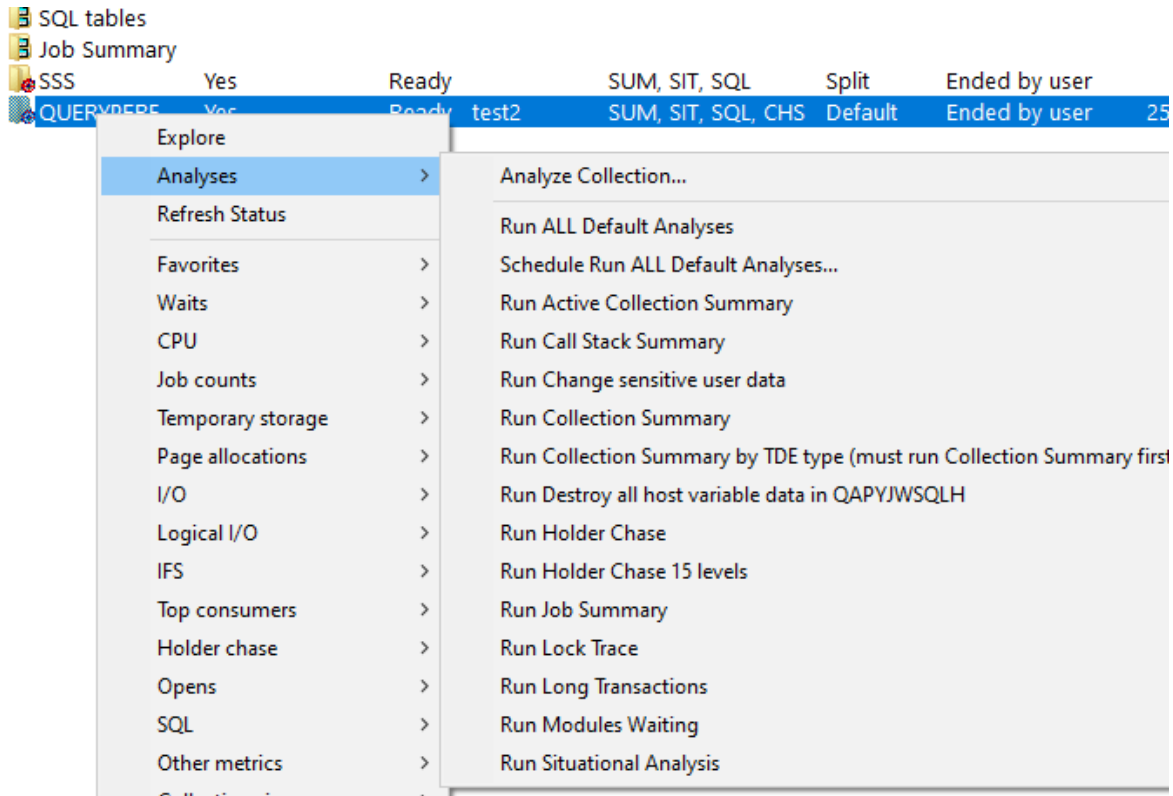 SQL tables
Job Summary
SSS Yes Ready SUM, SIT, SQL Split Ended by user
test2 SUM, SIT, SQL, CHS Default Ended by user 25
Explore
Analyses > Analyze Collection...
Refresh Status
Run ALL Default Analyses
Favorites > Schedule Run ALL Default Analyses...
Waits > Run Active Collection Summary
CPU > Run Call Stack Summary
Job counts > Run Change sensitive user data
Temporary storage > Run Collection Summary
Page allocations > Run Collection Summary by TDE type (must run Collection Summary first
I/O > Run Destroy all host variable data in QAPYJWSQLH
Logical I/O > Run Holder Chase
IFS > Run Holder Chase 15 levels
Top consumers > Run Job Summary
Holder chase > Run Lock Trace
Opens > Run Long Transactions
SQL > Run Modules Waiting
Other metrics > Run Situational Analysis